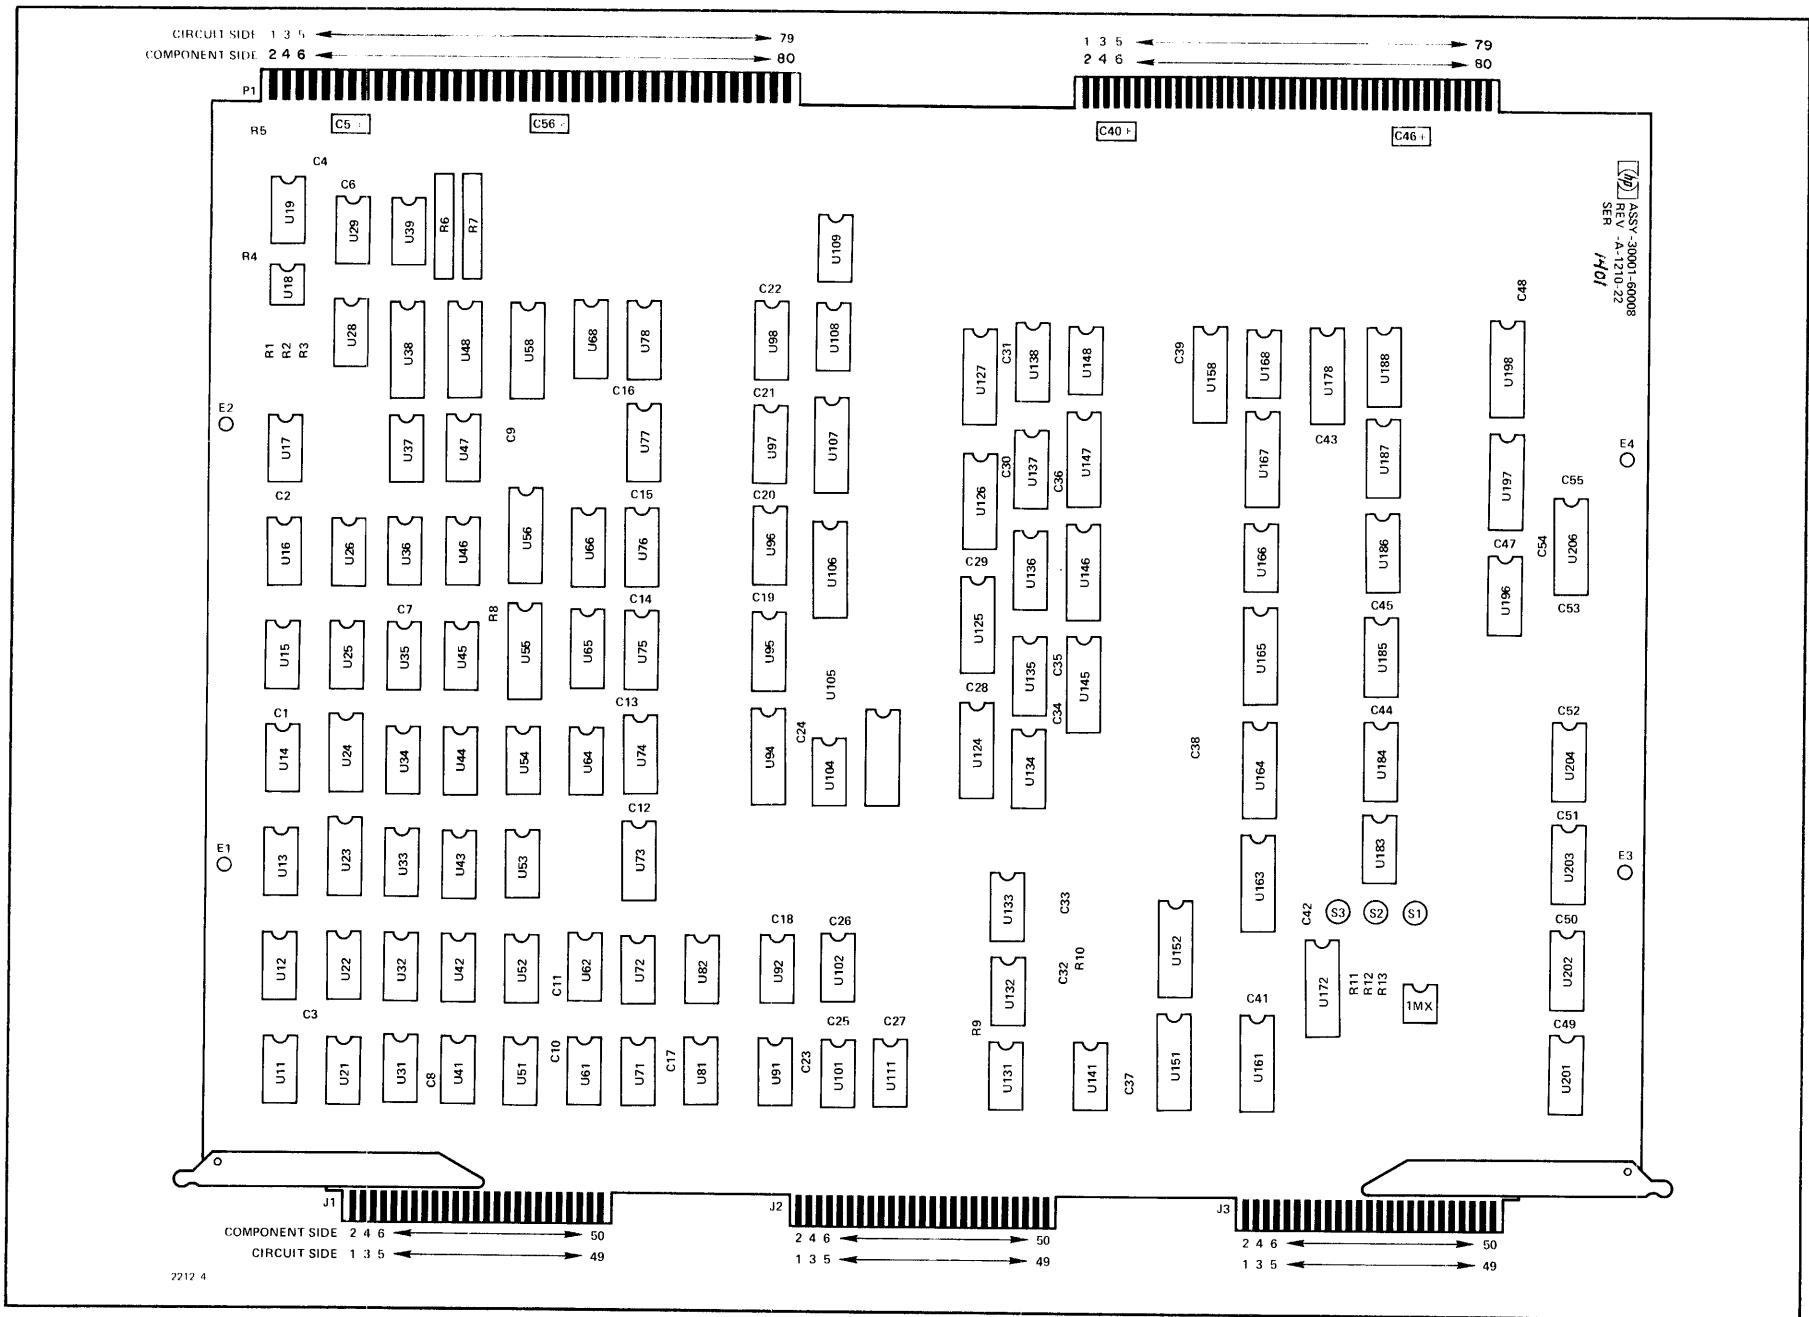 CIRCUIT SIDE 1 3 5 79
COMPONENT SIDE 2 4 6 80
1 3 5 79
2 4 6 80
P1
R5
C5 +
C56 -
C40 +
C46 +
C4
C6
U19
U29
U39
R6
R7
U109
hp
ASSY-30001-60008
REV -A-1210-22
SER
1401
R4
U18
C22
C48
U28
U38
U48
U58
U68
U78
U98
U108
R1
R2
R3
U127
C31
U138
U148
C39
U158
U168
U178
U188
U198
C16
C21
E2
U17
U37
U47
C9
U77
U97
U107
C30
U137
C36
U147
U167
C43
U187
U197
E4
C2
C15
C20
U126
C55
U16
U26
U36
U46
U56
U66
U76
U96
U106
C29
U136
U146
U166
U186
C47
C54
U206
C7
R8
C14
C19
U125
C45
U196
C53
U15
U25
U35
U45
U55
U65
U75
U95
U105
U135
C35
U145
U165
U185
C1
C13
C28
C34
C44
C52
U14
U24
U34
U44
U54
U64
U74
U94
C24
U104
U124
U134
C38
U164
U184
U204
C12
C51
E1
U13
U23
U33
U43
U53
U73
U163
U183
U203
E3
U133
C33
C42
S3
S2
S1
C18
C26
C50
U12
U22
U32
U42
U52
C11
U62
U72
U82
U92
U102
U132
C32
R10
U152
U172
R11
R12
R13
1MX
U202
C3
C25
C27
R9
C41
C49
U11
U21
U31
C8
U41
U51
C10
U61
U71
C17
U81
U91
C23
U101
U111
U131
U141
C37
U151
U161
U201
J1
J2
J3
COMPONENT SIDE 2 4 6 50
CIRCUIT SIDE 1 3 5 49
2 4 6 50
1 3 5 49
2 4 6 50
1 3 5 49
2212 4